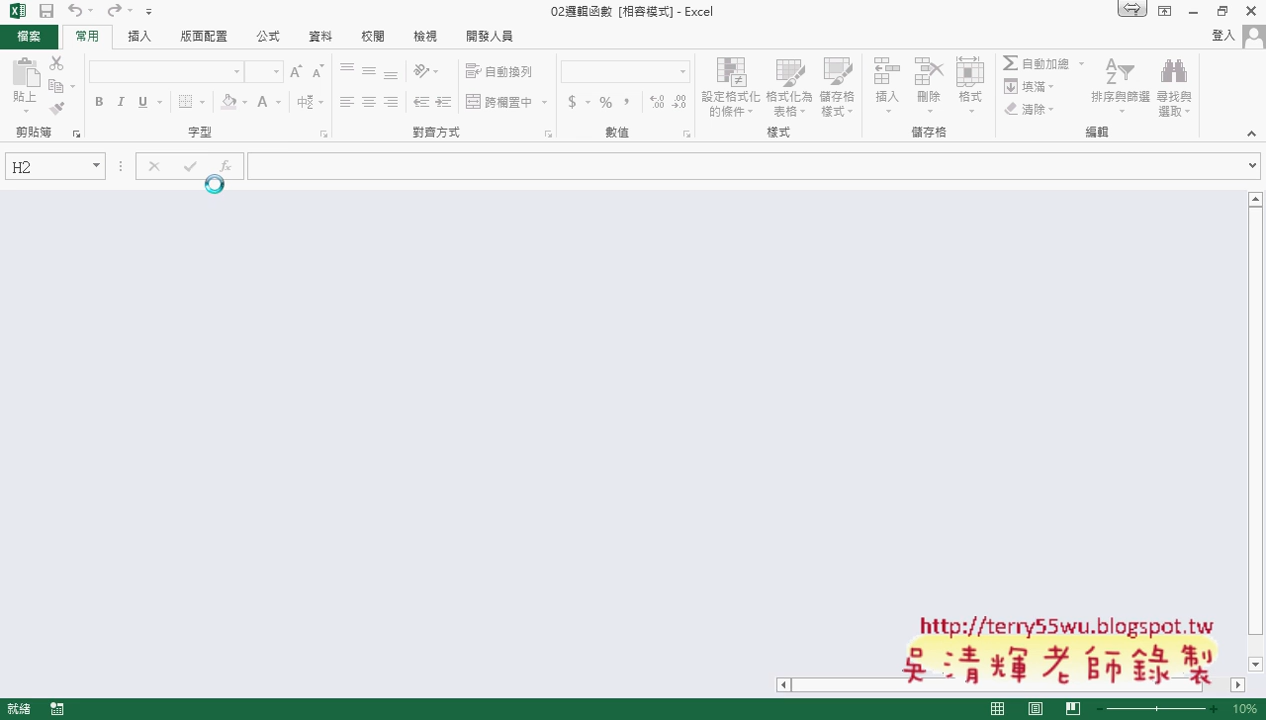 02邏輯函數 [相容模式] - Excel
檔案 常用 插入 版面配置 公式 資料 校閱 檢視 開發人員 登入
貼上 B I U A 中 自動換列 跨欄置中 $ % , 設定格式化的條件 格式化為表格 儲存格樣式 插入 刪除 格式 自動加總 填滿 清除 排序與篩選 尋找與選取
剪貼簿 字型 對齊方式 數值 樣式 儲存格 編輯
H2 fx
http://terry55wu.blogspot.tw
吳清輝老師錄製
就緒 10%